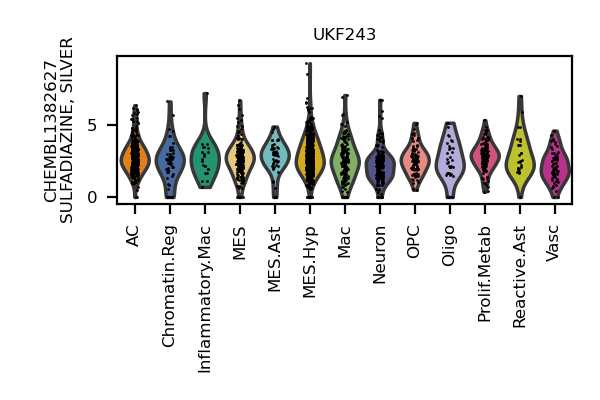 UKF243
CHEMBL1382627
SULFADIAZINE, SILVER
5
0
AC
Chromatin.Reg
Inflammatory.Mac
MES
MES.Ast
MES.Hyp
Mac
Neuron
OPC
Oligo
Prolif.Metab
Reactive.Ast
Vasc